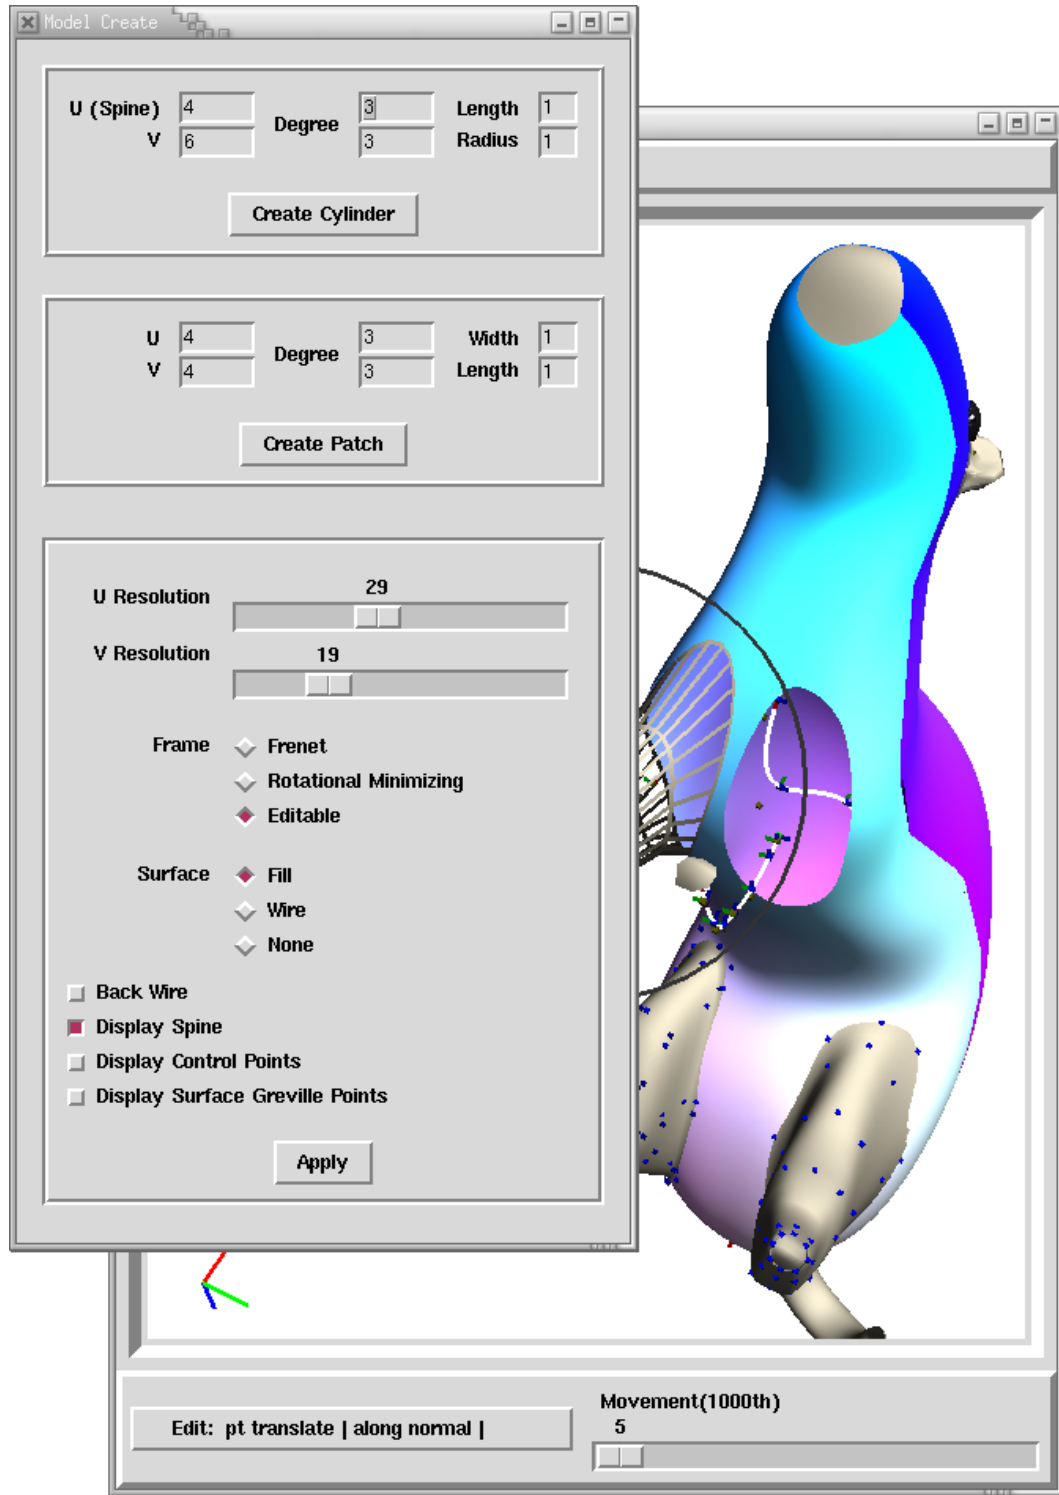 Model Create
U (Spine) 4 Degree 3 Length 1
V 6 3 Radius 1
Create Cylinder
U 4 Degree 3 Width 1
V 4 3 Length 1
Create Patch
29
U Resolution
19
V Resolution
Frame Frenet
Rotational Minimizing
Editable
Surface Fill
Wire
None
Back Wire
Display Spine
Display Control Points
Display Surface Greville Points
Apply
Movement(1000th)
5
Edit: pt translate | along normal |